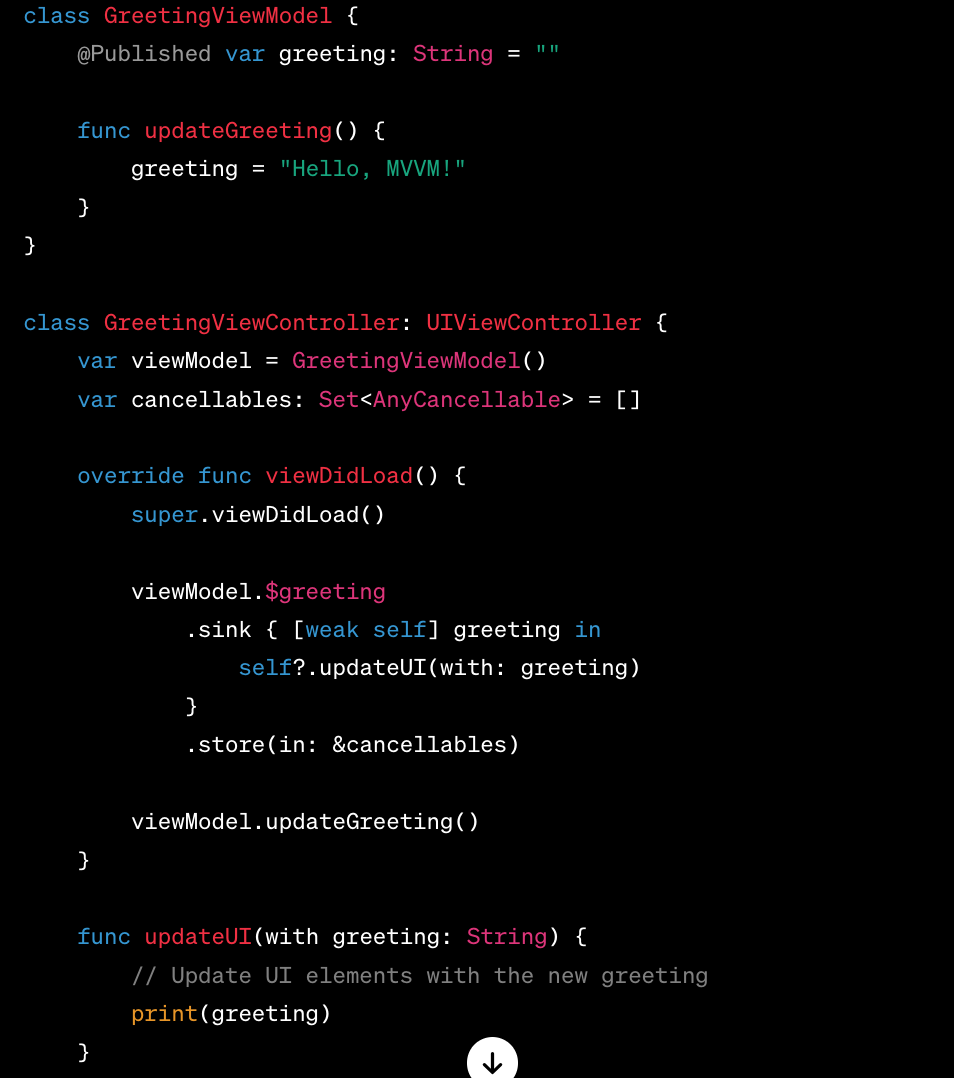 class GreetingViewModel {
    @Published var greeting: String = ""

    func updateGreeting() {
        greeting = "Hello, MVVM!"
    }
}

class GreetingViewController: UIViewController {
    var viewModel = GreetingViewModel()
    var cancellables: Set<AnyCancellable> = []

    override func viewDidLoad() {
        super.viewDidLoad()

        viewModel.$greeting
            .sink { [weak self] greeting in
                self?.updateUI(with: greeting)
            }
            .store(in: &cancellables)

        viewModel.updateGreeting()
    }

    func updateUI(with greeting: String) {
        // Update UI elements with the new greeting
        print(greeting)
    }